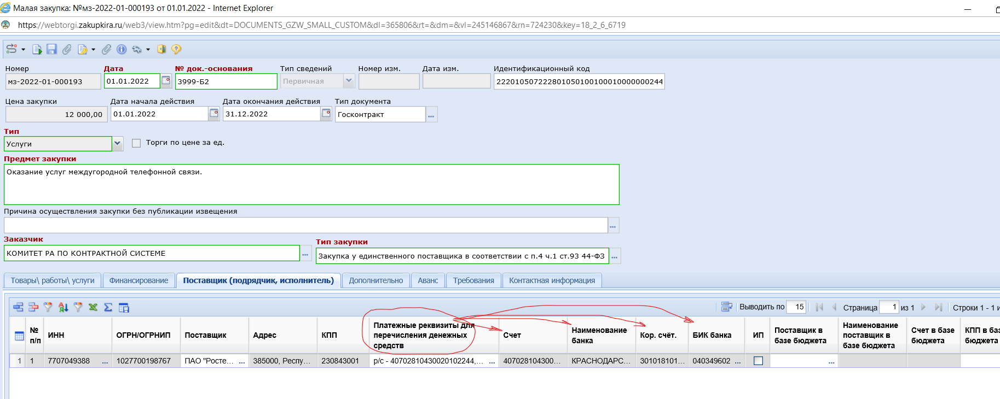 Малая закупка: №мз-2022-01-000193 от 01.01.2022 - Internet Explorer
https://webtorgi.zakupkira.ru/web3/view.htm?pg=edit&dt=DOCUMENTS_GZW_SMALL_CUSTOM&dl=365806&rt=&dm=&vl=245146867&rn=724230&key=18_2_6_6719
Номер Дата № док.-основания Тип сведений Номер изм. Дата изм. Идентификационный код
мз-2022-01-000193 01.01.2022 3999-Б2 Первичная 222010507222801050100100010000000244
Цена закупки Дата начала действия Дата окончания действия Тип документа
12 000,00 01.01.2022 31.12.2022 Госконтракт ...
Тип
Услуги Торги по цене за ед.
Предмет закупки
Оказание услуг междугородной телефонной связи.
Причина осуществления закупки без публикации извещения
...
Заказчик Тип закупки
КОМИТЕТ РА ПО КОНТРАКТНОЙ СИСТЕМЕ ... Закупка у единственного поставщика в соответствии с п.4 ч.1 ст.93 44-ФЗ ...
Товары\ работы\ услуги Финансирование Поставщик (подрядчик, исполнитель) Дополнительно Аванс Требования Контактная информация
Выводить по 15 Страница 1 из 1 Строки 1 - 1 и
№ п/п ИНН ОГРН/ОГРНИП Поставщик Адрес КПП Платежные реквизиты для перечисления денежных средств Счет Наименование банка Кор. счёт. БИК банка ИП Поставщик в базе бюджета Наименование поставщик в базе бюджета Счет в базе бюджета КПП в баз бюджета
1 1 7707049388 ... 1027700198767 ПАО "Росте... ... 385000, Респу... 230843001 р/с - 40702810430020102244,... ... 407028104300... КРАСНОДАРС... 301018101... 040349602 ... ...